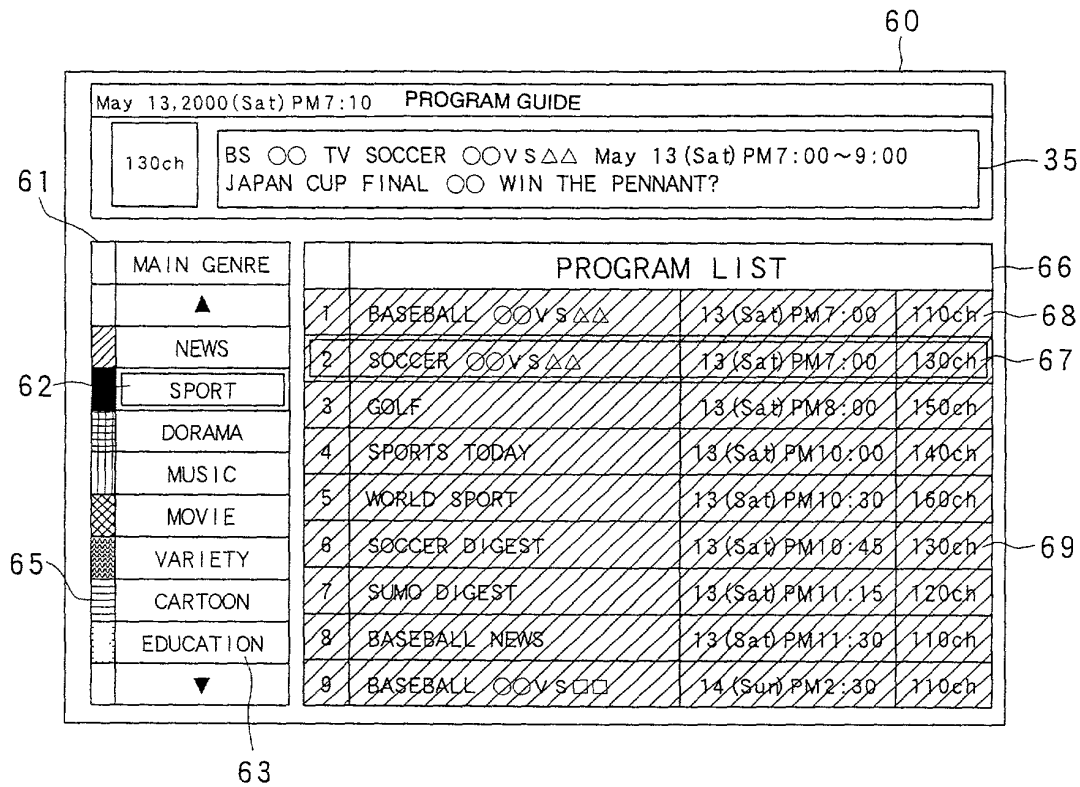 60
May 13,2000(Sat) PM7:10 PROGRAM GUIDE
130ch
BS ○○ TV SOCCER ○○VS△△ May 13(Sat)PM7:00~9:00
JAPAN CUP FINAL ○○ WIN THE PENNANT?
35
61
MAIN GENRE
▲
NEWS
62
SPORT
DORAMA
MUSIC
MOVIE
VARIETY
65
CARTOON
EDUCATION
▼
63
PROGRAM LIST
66
1 BASEBALL ○○VS△△ 13(Sat)PM7:00 110ch
68
2 SOCCER ○○VS△△ 13(Sat)PM7:00 130ch
67
3 GOLF 13(Sat)PM8:00 150ch
4 SPORTS TODAY 13(Sat)PM10:00 140ch
5 WORLD SPORT 13(Sat)PM10:30 160ch
6 SOCCER DIGEST 13(Sat)PM10:45 130ch
69
7 SUMO DIGEST 13(Sat)PM11:15 120ch
8 BASEBALL NEWS 13(Sat)PM11:30 110ch
9 BASEBALL ○○VS□□ 14(Sun)PM2:30 110ch